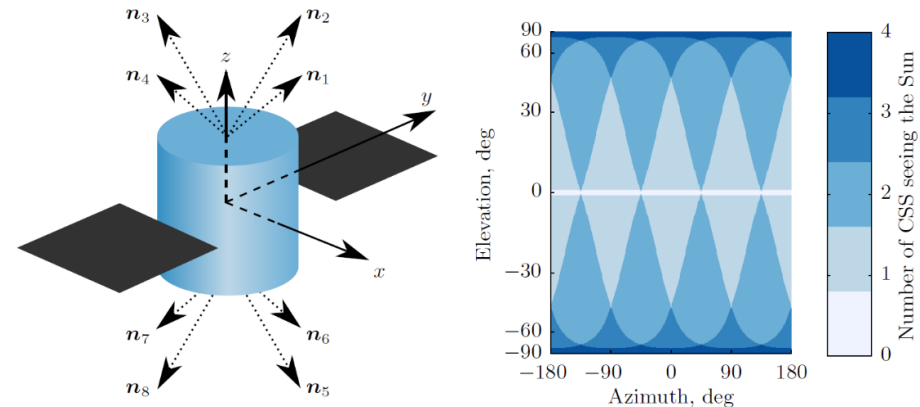 n₃
n₂
n₄
z
n₁
y
x
n₇
n₆
n₈
n₅
90
60
30
0
−30
−60
−90
Elevation, deg
−180
−90
0
90
180
Azimuth, deg
4
3
2
1
0
Number of CSS seeing the Sun